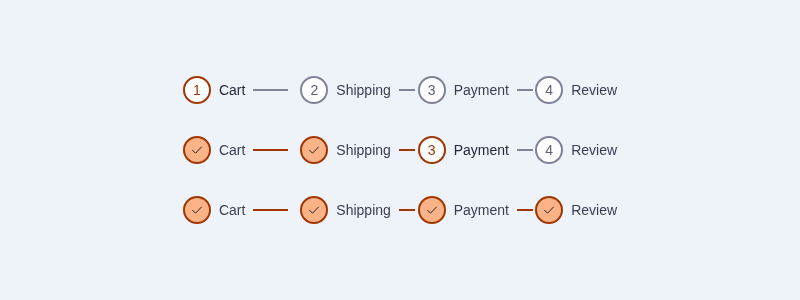 1 Cart 2 Shipping 3 Payment 4 Review
Cart Shipping 3 Payment 4 Review
Cart Shipping Payment Review